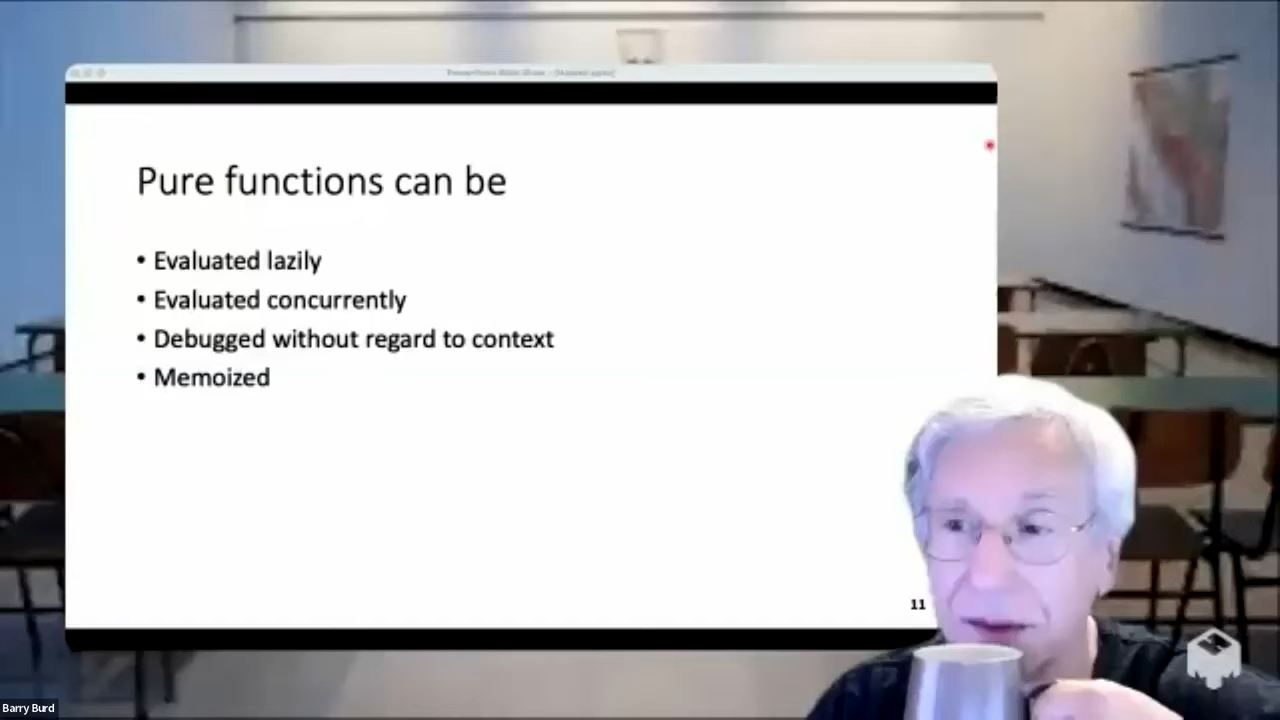 Pure functions can be
• Evaluated lazily
• Evaluated concurrently
• Debugged without regard to context
• Memoized
11
Barry Burd